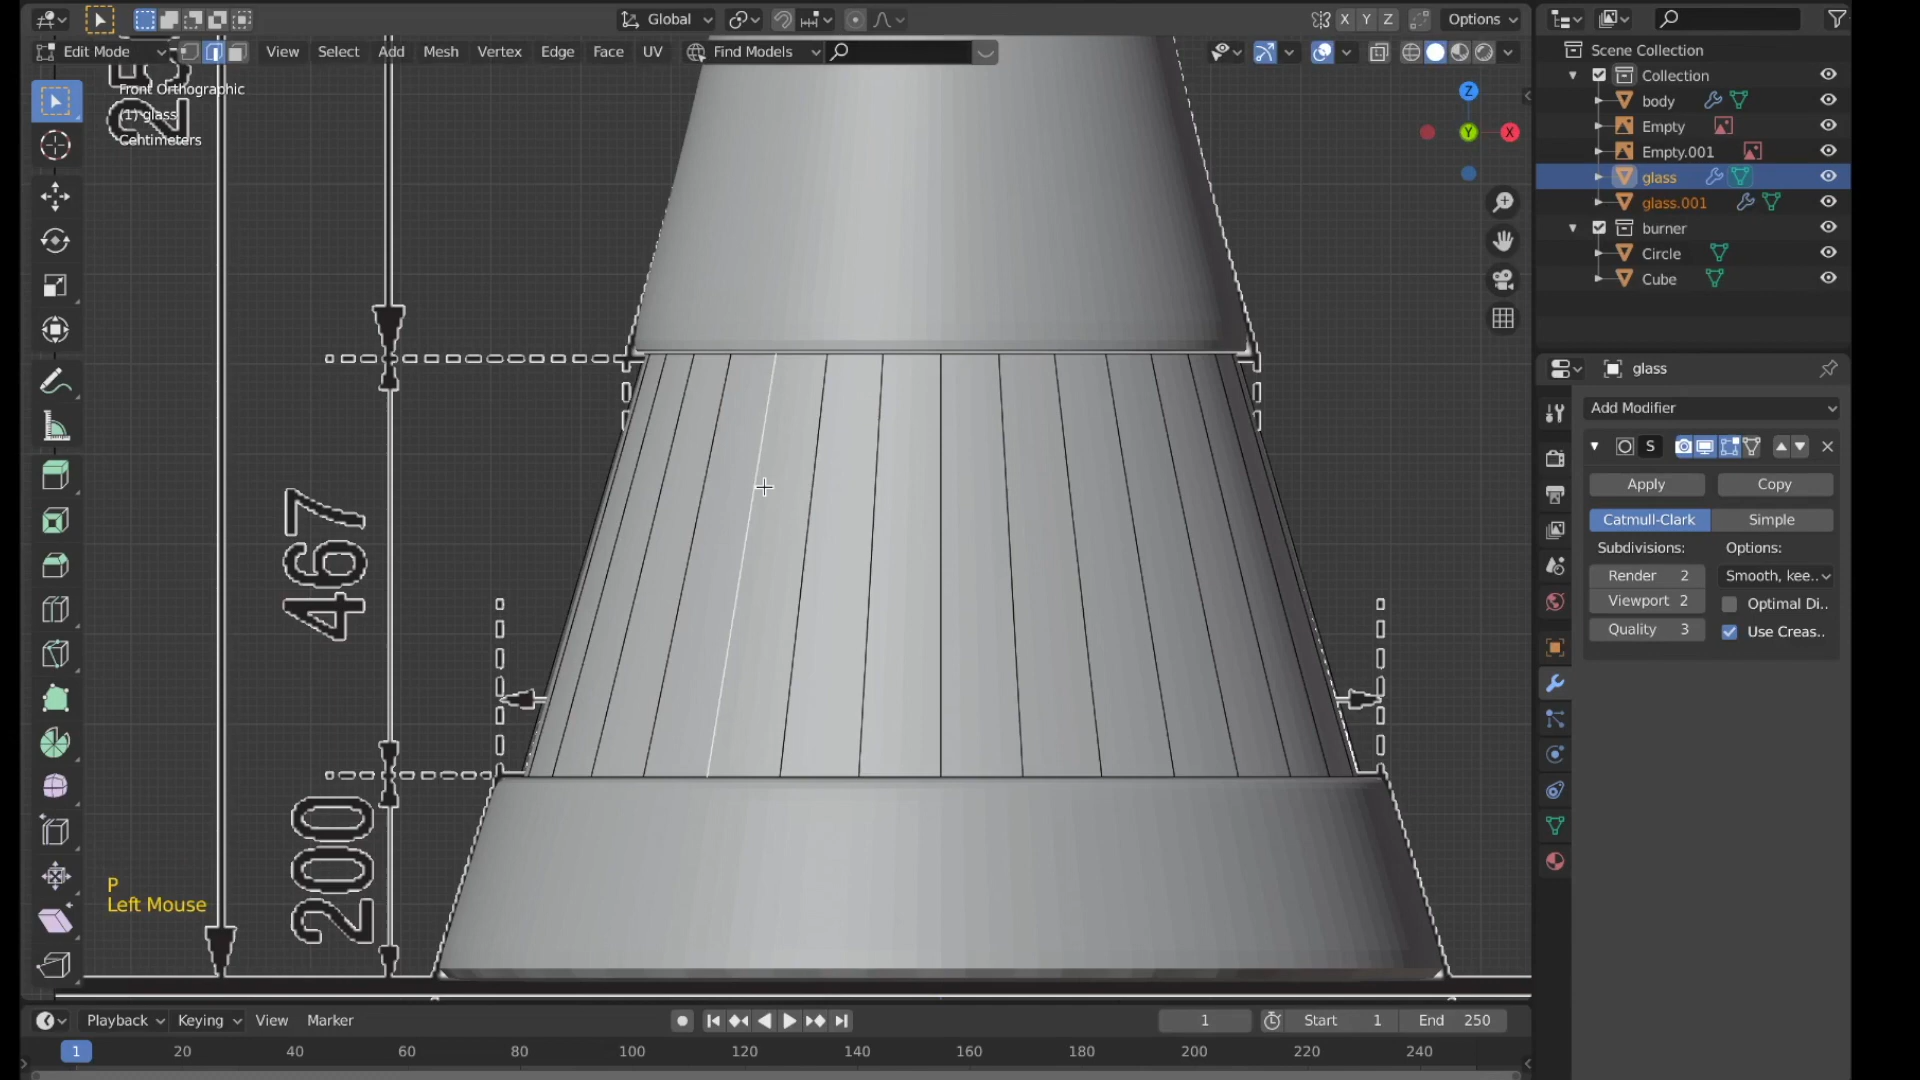 Global
X Y Z
Options
Edit Mode
View Select Add Mesh Vertex Edge Face UV Find Models
Front Orthographic
(1) glass
Centimeters
467
200
P
Left Mouse
Z
Y
X
Scene Collection
Collection
body
Empty
Empty.001
glass
glass.001
burner
Circle
Cube
glass
Add Modifier
S
Apply Copy
Catmull-Clark Simple
Subdivisions: Options:
Render 2 Smooth, kee..
Viewport 2 Optimal Di..
Quality 3 Use Creas..
Playback Keying View Marker
1 Start 1 End 250
1 20 40 60 80 100 120 140 160 180 200 220 240